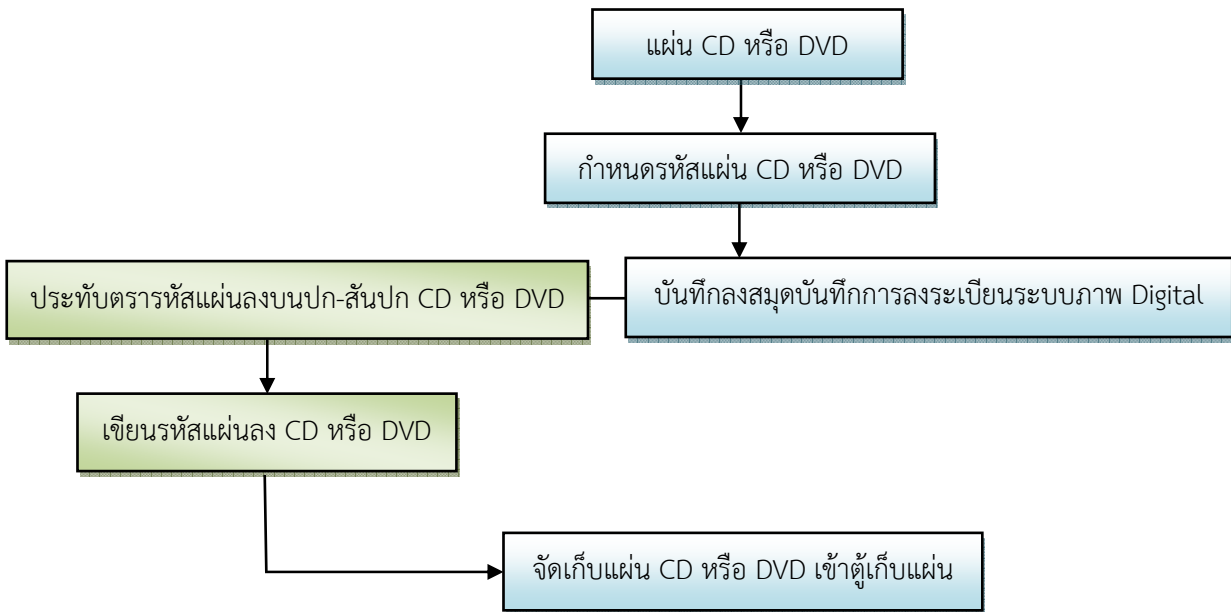 แผ่น CD หรือ DVD
กำหนดรหัสแผ่น CD หรือ DVD
บันทึกลงสมุดบันทึกการลงระเบียนระบบภาพ Digital
ประทับตรารหัสแผ่นลงบนปก-สันปก CD หรือ DVD
เขียนรหัสแผ่นลง CD หรือ DVD
จัดเก็บแผ่น CD หรือ DVD เข้าตู้เก็บแผ่น